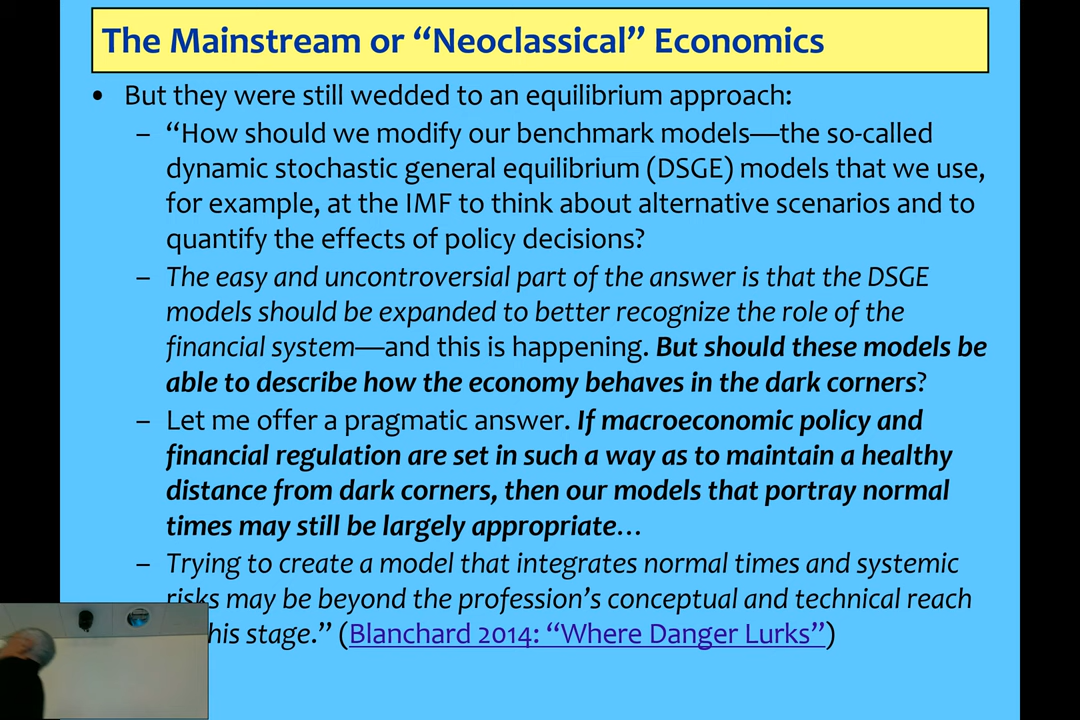 The Mainstream or “Neoclassical” Economics
• But they were still wedded to an equilibrium approach:
– “How should we modify our benchmark models—the so-called
dynamic stochastic general equilibrium (DSGE) models that we use,
for example, at the IMF to think about alternative scenarios and to
quantify the effects of policy decisions?
– The easy and uncontroversial part of the answer is that the DSGE
models should be expanded to better recognize the role of the
financial system—and this is happening. But should these models be
able to describe how the economy behaves in the dark corners?
– Let me offer a pragmatic answer. If macroeconomic policy and
financial regulation are set in such a way as to maintain a healthy
distance from dark corners, then our models that portray normal
times may still be largely appropriate…
– Trying to create a model that integrates normal times and systemic
risks may be beyond the profession’s conceptual and technical reach
his stage.” (Blanchard 2014: “Where Danger Lurks”)